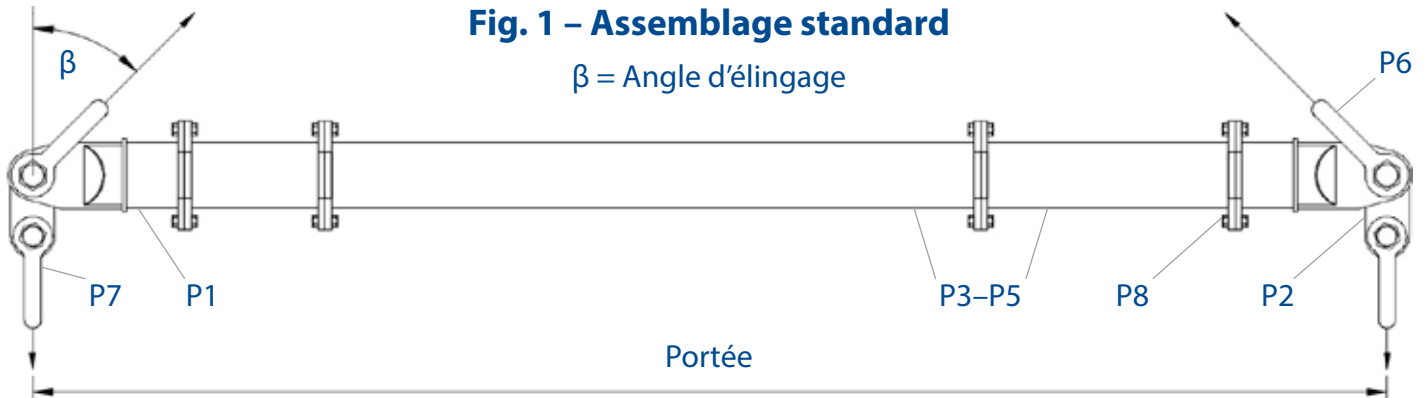 Fig. 1 – Assemblage standard
β
β = Angle d’élingage
P6
P7
P1
P3–P5
P8
P2
Portée